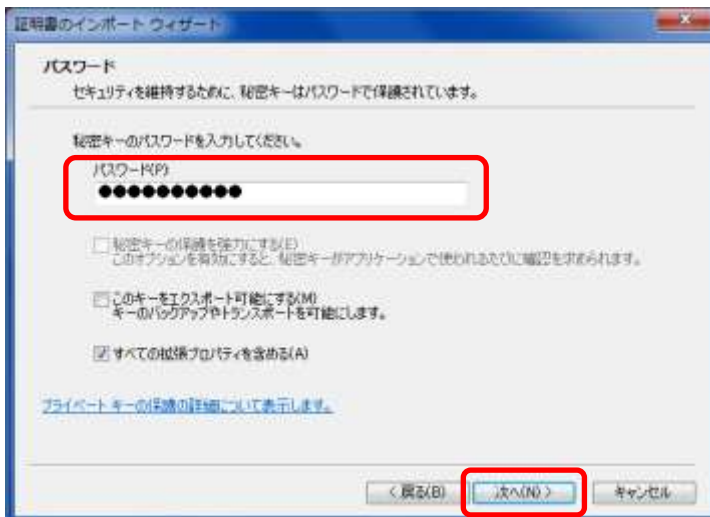 証明書のインポート ウィザード
パスワード
セキュリティを維持するために、秘密キーはパスワードで保護されています。
秘密キーのパスワードを入力してください。
パスワード(P)
●●●●●●●●●●
秘密キーの保護を強力にする(E)
このオプションを有効にすると、秘密キーがアプリケーションで使われるたびに確認を求められます。
このキーをエクスポート可能にする(M)
キーのバックアップやトランスポートを可能にします。
すべての拡張プロパティを含める(A)
プライベート キーの保護の詳細について表示します。
< 戻る(B)
次へ(N) >
キャンセル